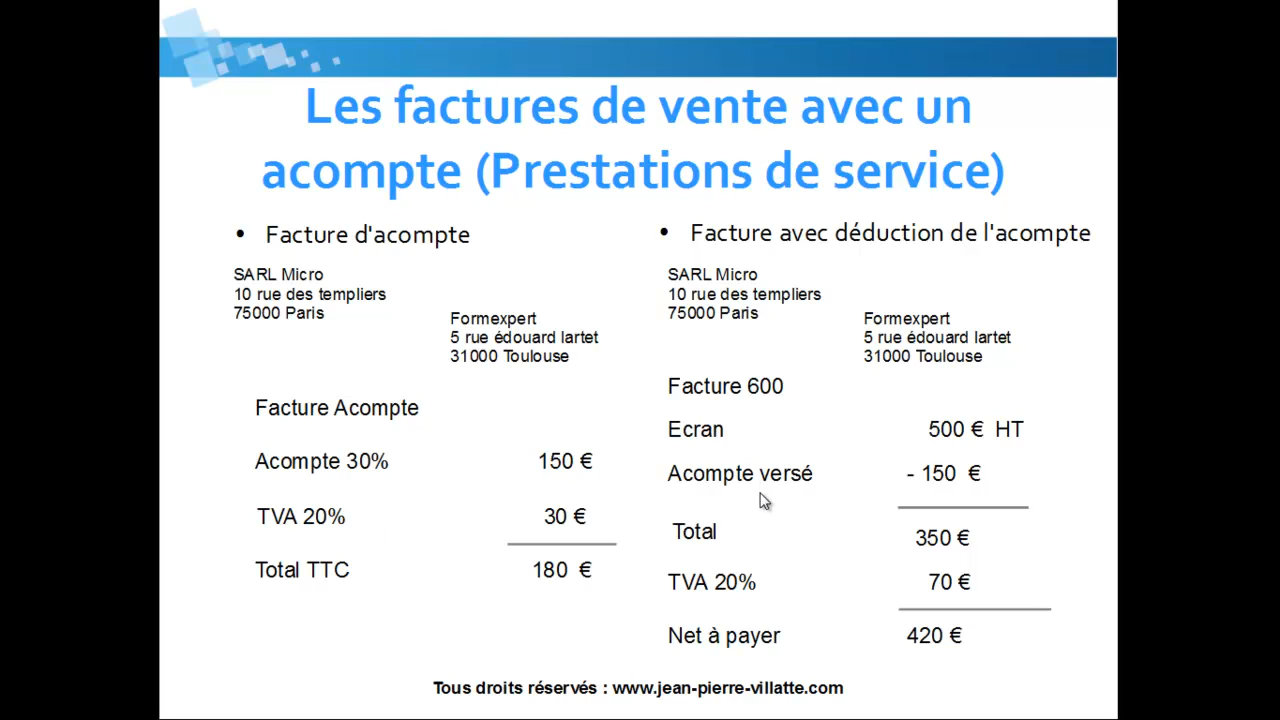 Les factures de vente avec un
acompte (Prestations de service)
• Facture d'acompte
SARL Micro
10 rue des templiers
75000 Paris
Formexpert
5 rue édouard lartet
31000 Toulouse
Facture Acompte
Acompte 30% 150 €
TVA 20% 30 €
Total TTC 180 €
• Facture avec déduction de l'acompte
SARL Micro
10 rue des templiers
75000 Paris
Formexpert
5 rue édouard lartet
31000 Toulouse
Facture 600
Ecran 500 € HT
Acompte versé - 150 €
Total 350 €
TVA 20% 70 €
Net à payer 420 €
Tous droits réservés : www.jean-pierre-villatte.com